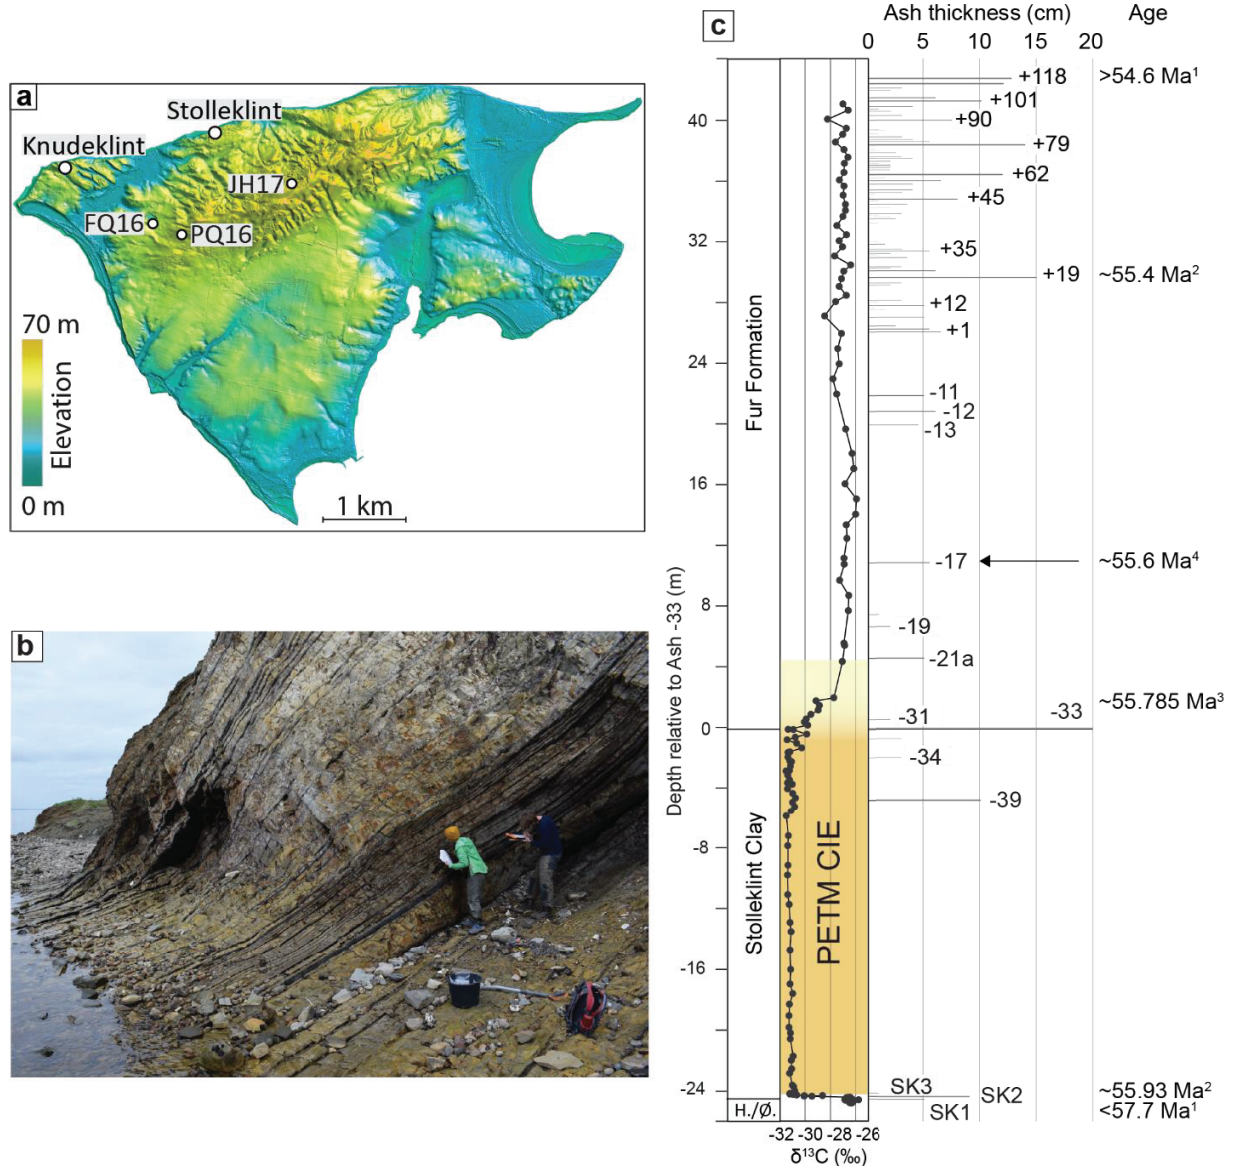 a
Stolleklint
Knudeklint
JH17
FQ16
PQ16
70 m
Elevation
0 m
1 km
b
c
Ash thickness (cm)
Age
0 5 10 15 20
+118
>54.6 Ma¹
+101
40
+90
+79
+62
+45
32
+35
+19
~55.4 Ma²
+12
+1
24
-11
-12
-13
Fur Formation
16
-17
~55.6 Ma⁴
Depth relative to Ash -33 (m)
8
-19
-21a
~55.785 Ma³
-31
-33
0
-34
-39
-8
Stolleklint Clay
PETM CIE
-16
-24
SK3
SK2
~55.93 Ma²
H./Ø.
SK1
<57.7 Ma¹
-32 -30 -28 -26
δ¹³C (‰)